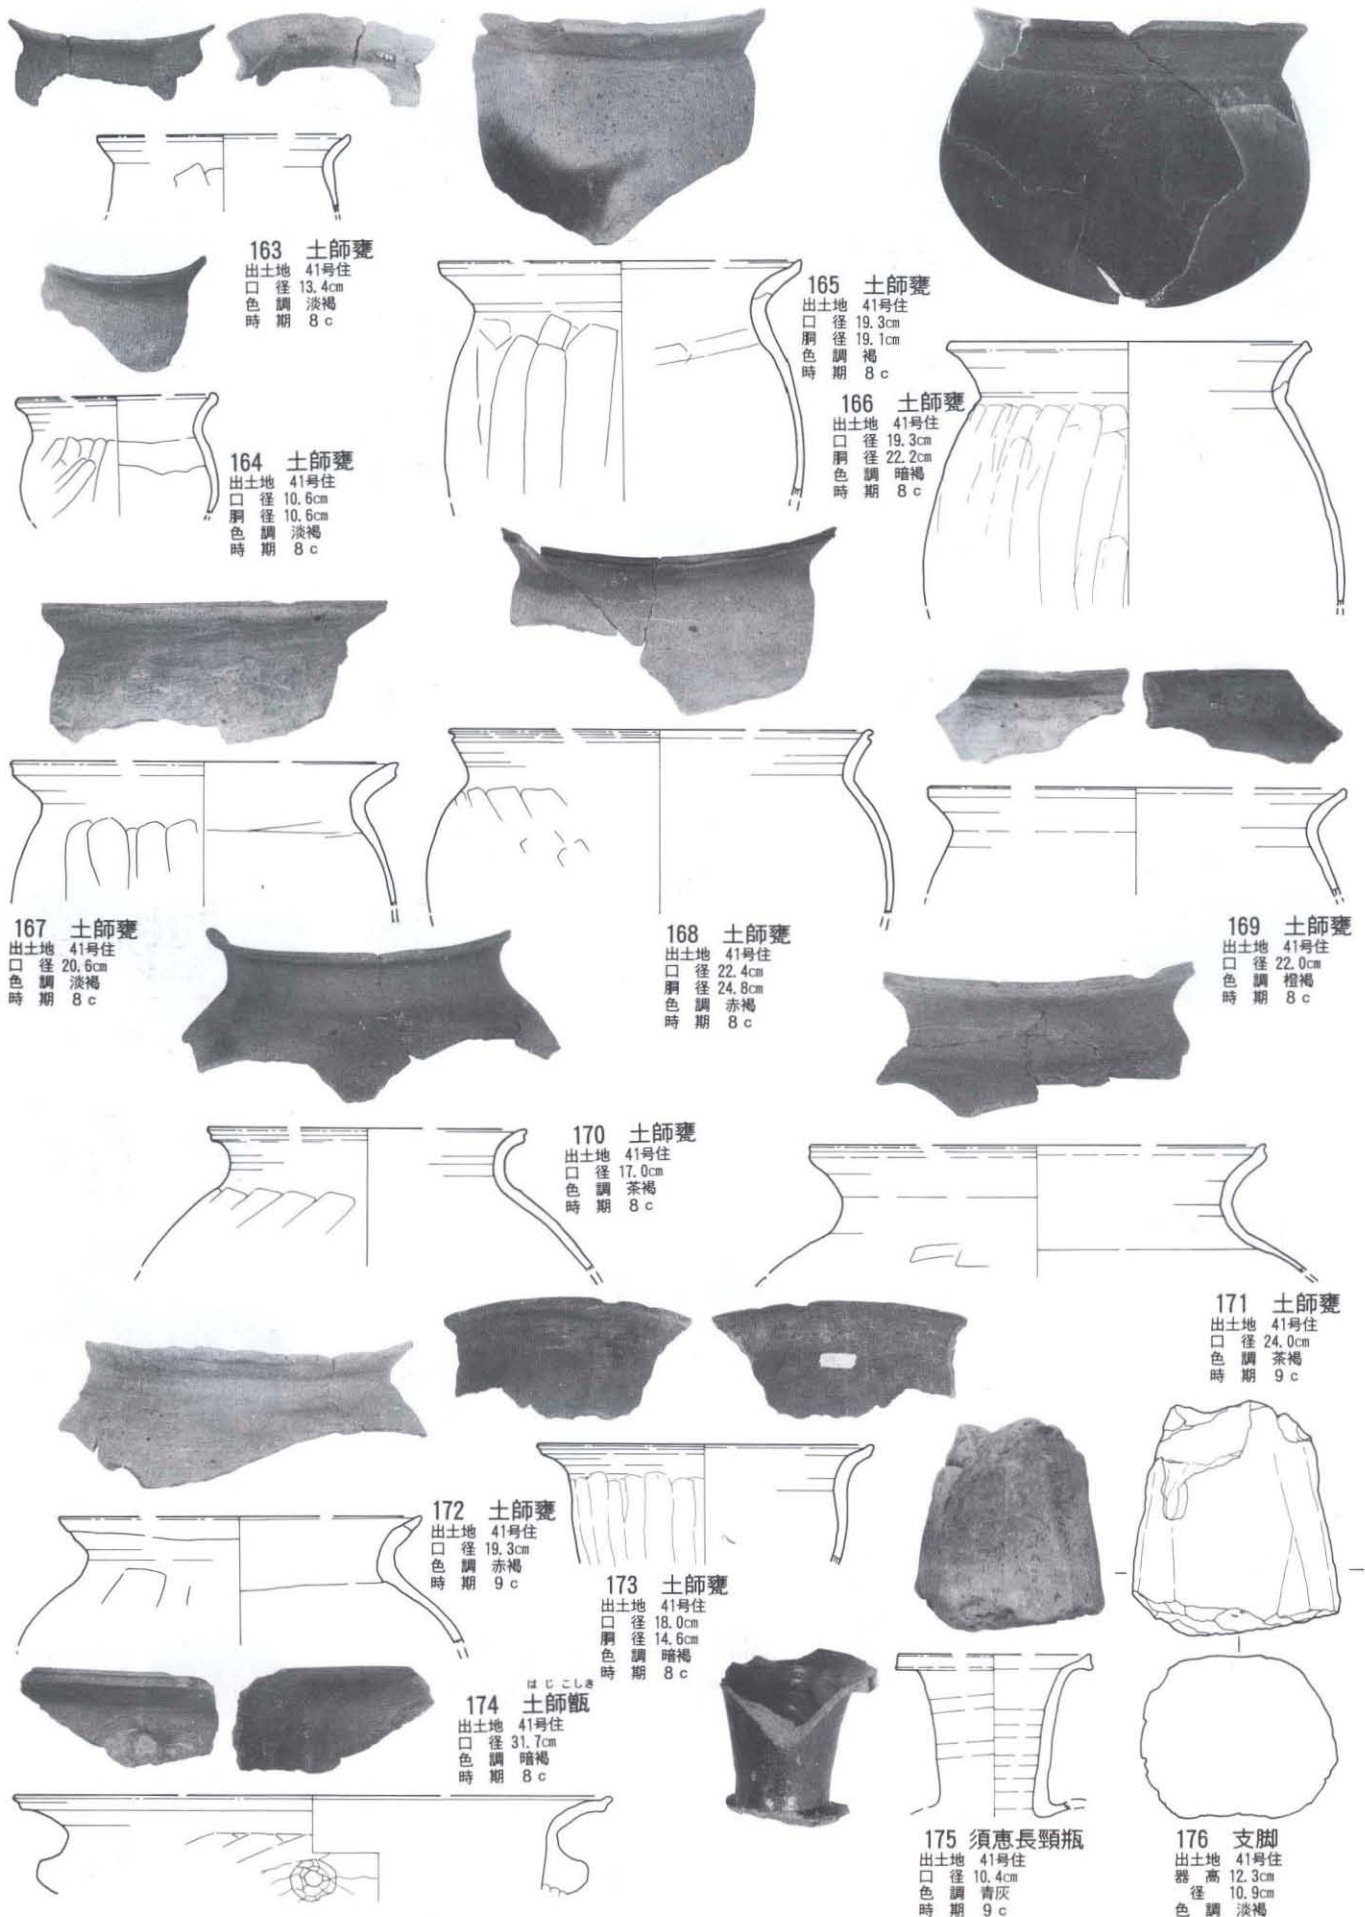 163 土師甕
出土地 41号住
口径 13.4cm
色調 淡褐
時期 8c
164 土師甕
出土地 41号住
口径 10.6cm
胴径 10.6cm
色調 淡褐
時期 8c
165 土師甕
出土地 41号住
口径 19.3cm
胴径 19.1cm
色調 褐
時期 8c
166 土師甕
出土地 41号住
口径 19.3cm
胴径 22.2cm
色調 暗褐
時期 8c
167 土師甕
出土地 41号住
口径 20.6cm
色調 淡褐
時期 8c
168 土師甕
出土地 41号住
口径 22.4cm
胴径 24.8cm
色調 赤褐
時期 8c
169 土師甕
出土地 41号住
口径 22.0cm
色調 橙褐
時期 8c
170 土師甕
出土地 41号住
口径 17.0cm
色調 茶褐
時期 8c
171 土師甕
出土地 41号住
口径 24.0cm
色調 茶褐
時期 9c
172 土師甕
出土地 41号住
口径 19.3cm
色調 赤褐
時期 9c
173 土師甕
出土地 41号住
口径 18.0cm
胴径 14.6cm
色調 暗褐
時期 8c
はじこしき
174 土師甑
出土地 41号住
口径 31.7cm
色調 暗褐
時期 8c
175 須恵長頸瓶
出土地 41号住
口径 10.4cm
色調 青灰
時期 9c
176 支脚
出土地 41号住
器高 12.3cm
径 10.9cm
色調 淡褐